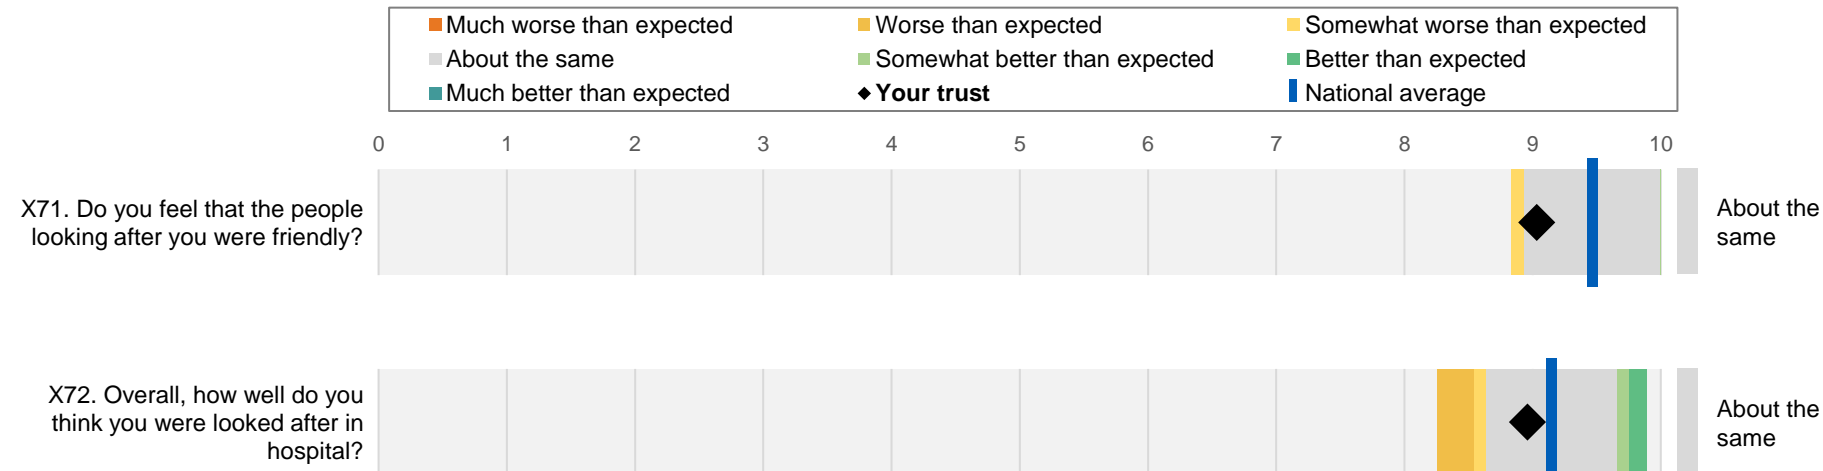 Much worse than expected
Worse than expected
Somewhat worse than expected
About the same
Somewhat better than expected
Better than expected
Much better than expected
Your trust
National average
0 1 2 3 4 5 6 7 8 9 10
X71. Do you feel that the people
looking after you were friendly?
About the
same
X72. Overall, how well do you
think you were looked after in
hospital?
About the
same